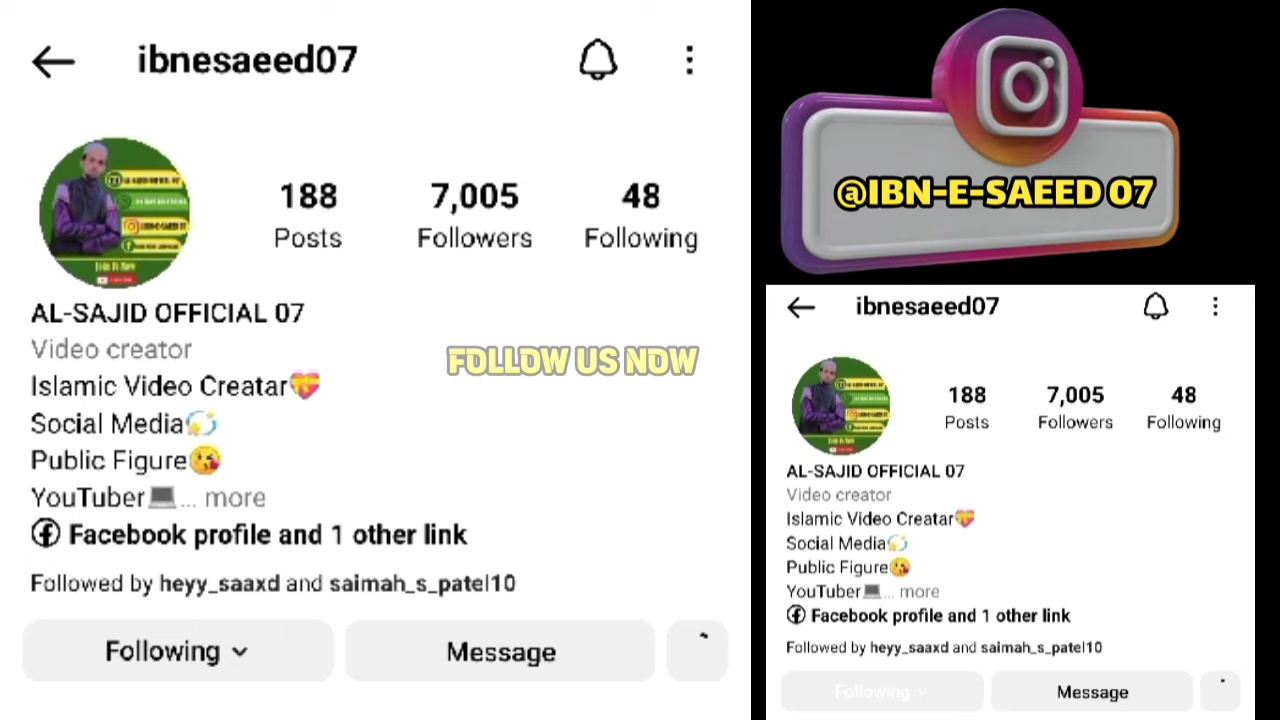 ibnesaeed07
188
7,005
48
Posts
Followers
Following
AL-SAJID OFFICIAL 07
Video creator
Islamic Video Creatar💝
Social Media💫
Public Figure😘
YouTuber💻... more
Facebook profile and 1 other link
Followed by heyy_saaxd and saimah_s_patel10
Following
Message
FOLLOW US NOW
@IBN-E-SAEED 07
ibnesaeed07
188
7,005
48
Posts
Followers
Following
AL-SAJID OFFICIAL 07
Video creator
Islamic Video Creatar💝
Social Media💫
Public Figure😘
YouTuber💻... more
Facebook profile and 1 other link
Followed by heyy_saaxd and saimah_s_patel10
Following
Message